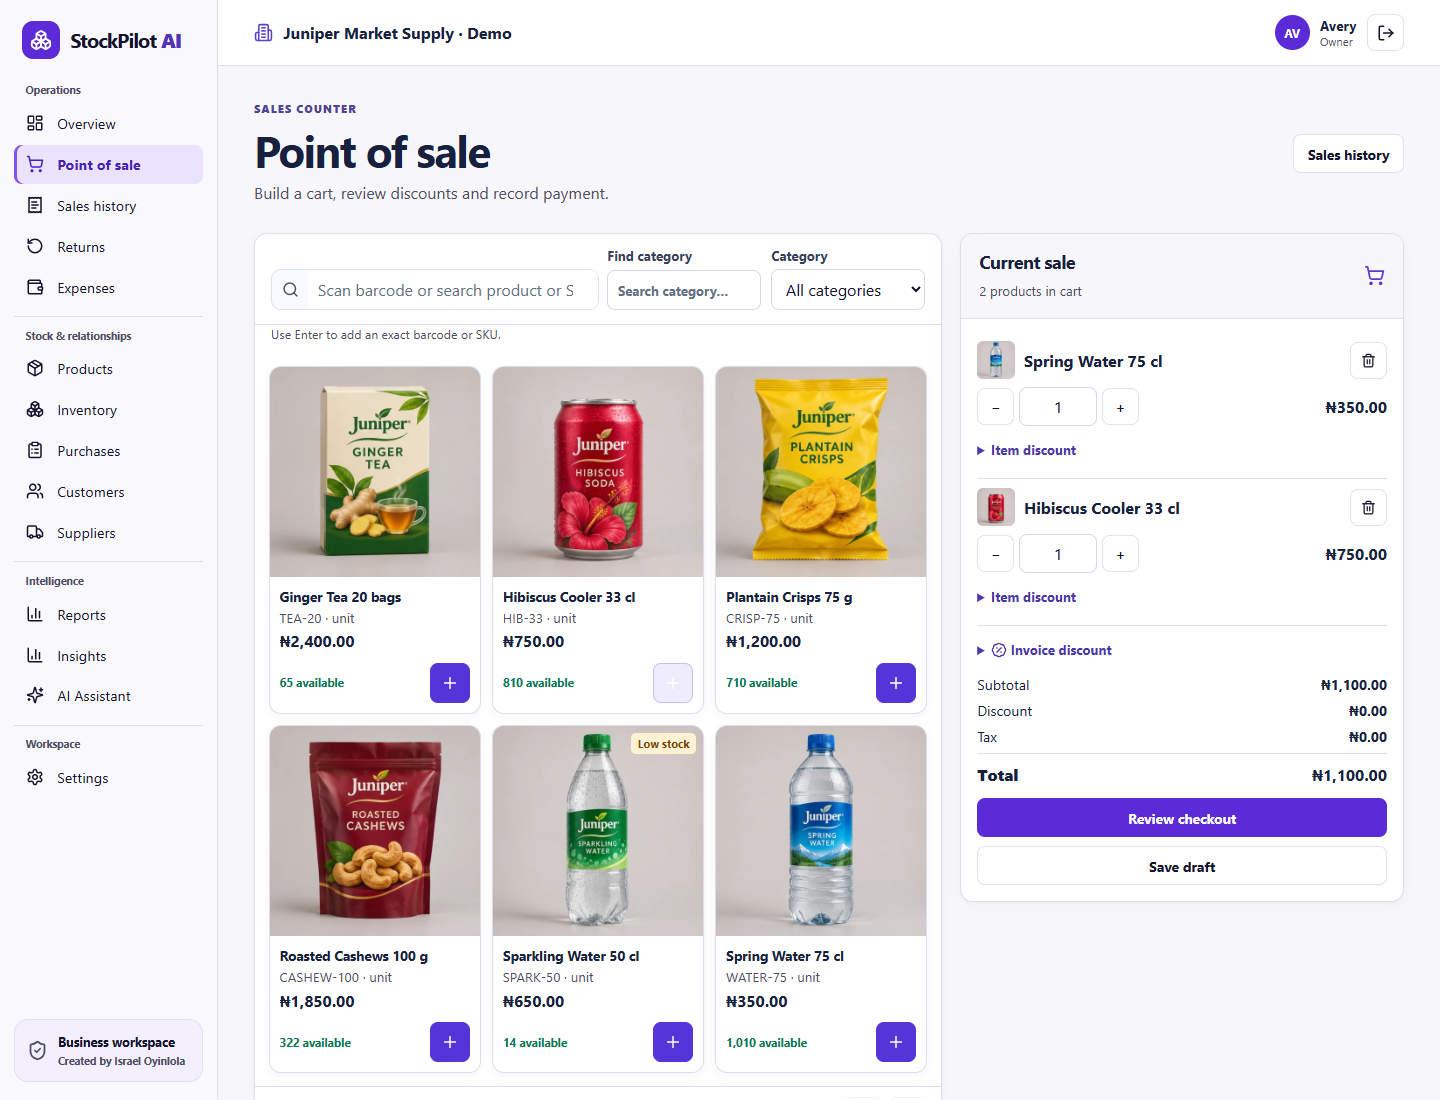 StockPilot AI
Operations
Overview
Point of sale
Sales history
Returns
Expenses
Stock & relationships
Products
Inventory
Purchases
Customers
Suppliers
Intelligence
Reports
Insights
AI Assistant
Workspace
Settings
Business workspace
Created by Israel Oyinlola
Juniper Market Supply · Demo
AV
Avery
Owner
SALES COUNTER
Point of sale
Build a cart, review discounts and record payment.
Sales history
Find category
Category
Scan barcode or search product or S
Search category...
All categories
Use Enter to add an exact barcode or SKU.
Juniper
GINGER
TEA
Ginger Tea 20 bags
TEA-20 · unit
₦2,400.00
65 available
+
Juniper
HIBISCUS
SODA
Hibiscus Cooler 33 cl
HIB-33 · unit
₦750.00
810 available
+
Juniper
PLANTAIN
CRISPS
Plantain Crisps 75 g
CRISP-75 · unit
₦1,200.00
710 available
+
Juniper
ROASTED
CASHEWS
Roasted Cashews 100 g
CASHEW-100 · unit
₦1,850.00
322 available
+
Low stock
Juniper
SPARKLING
WATER
Sparkling Water 50 cl
SPARK-50 · unit
₦650.00
14 available
+
Juniper
SPRING
WATER
Spring Water 75 cl
WATER-75 · unit
₦350.00
1,010 available
+
Current sale
2 products in cart
Spring Water 75 cl
− 1 + ₦350.00
Item discount
Hibiscus Cooler 33 cl
− 1 + ₦750.00
Item discount
Invoice discount
Subtotal ₦1,100.00
Discount ₦0.00
Tax ₦0.00
Total ₦1,100.00
Review checkout
Save draft